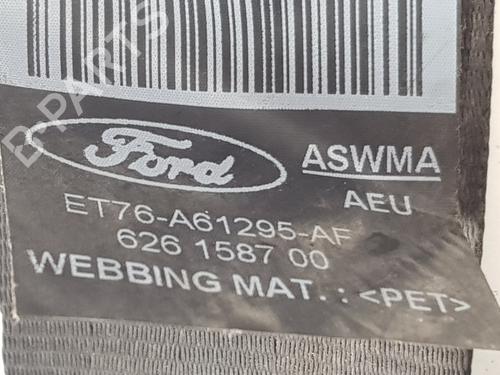 B PARTS
Ford
ASWMA
AEU
ET76-A61295-AF
626 1587 00
WEBBING MAT. : <PET>